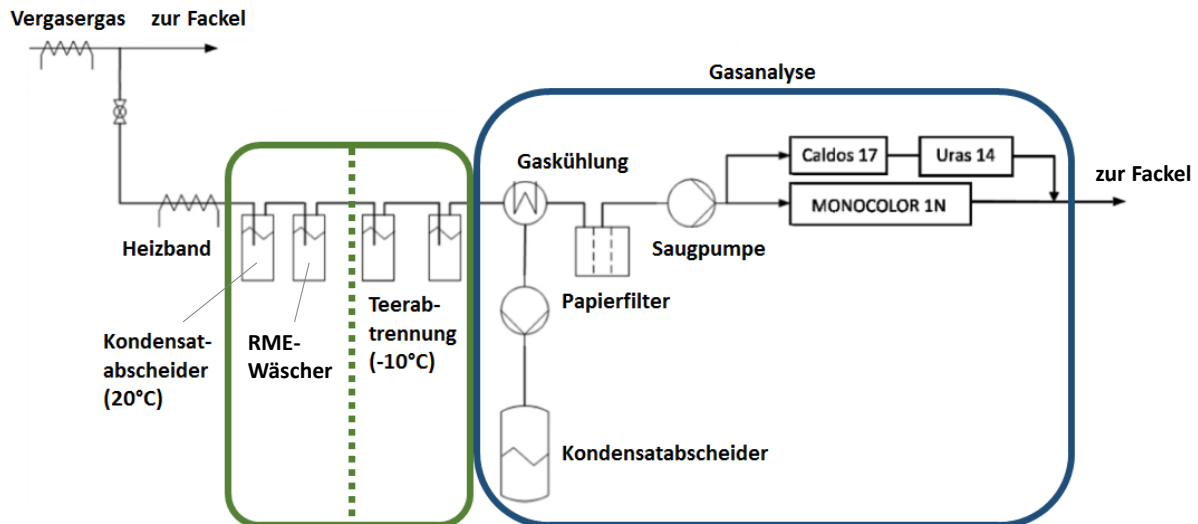 Vergasergas zur Fackel
Gasanalyse
Caldos 17
Uras 14
Gaskühlung
zur Fackel
MONOCOLOR 1N
Heizband
Saugpumpe
Papierfilter
Teerab-
trennung
(-10°C)
Kondensat-
abscheider
(20°C)
RME-
Wäscher
Kondensatabscheider